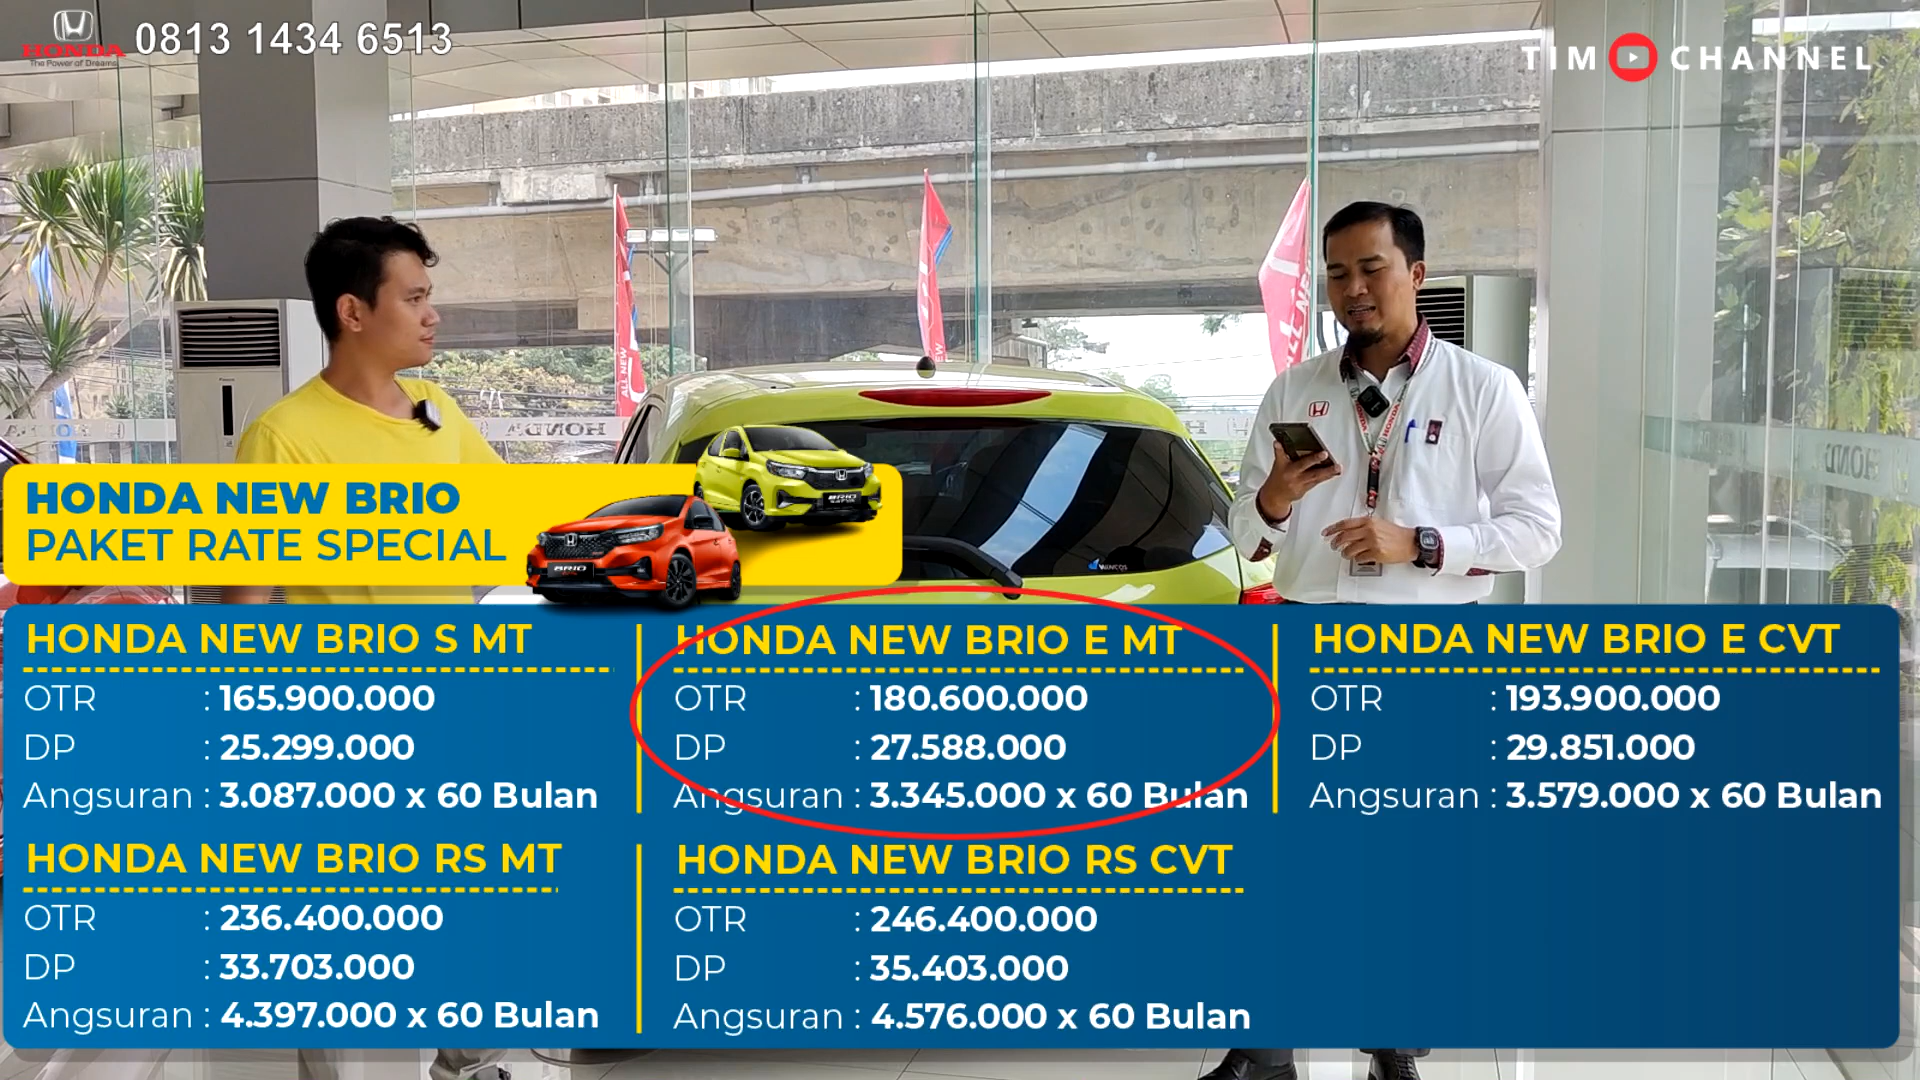 HONDA
The Power of Dreams
0813 1434 6513
TIM CHANNEL
ALL NEW
HONDA
WANCOS
HONDA NEW BRIO
PAKET RATE SPECIAL
HONDA NEW BRIO S MT
OTR : 165.900.000
DP : 25.299.000
Angsuran : 3.087.000 x 60 Bulan
HONDA NEW BRIO E MT
OTR : 180.600.000
DP : 27.588.000
Angsuran : 3.345.000 x 60 Bulan
HONDA NEW BRIO E CVT
OTR : 193.900.000
DP : 29.851.000
Angsuran : 3.579.000 x 60 Bulan
HONDA NEW BRIO RS MT
OTR : 236.400.000
DP : 33.703.000
Angsuran : 4.397.000 x 60 Bulan
HONDA NEW BRIO RS CVT
OTR : 246.400.000
DP : 35.403.000
Angsuran : 4.576.000 x 60 Bulan